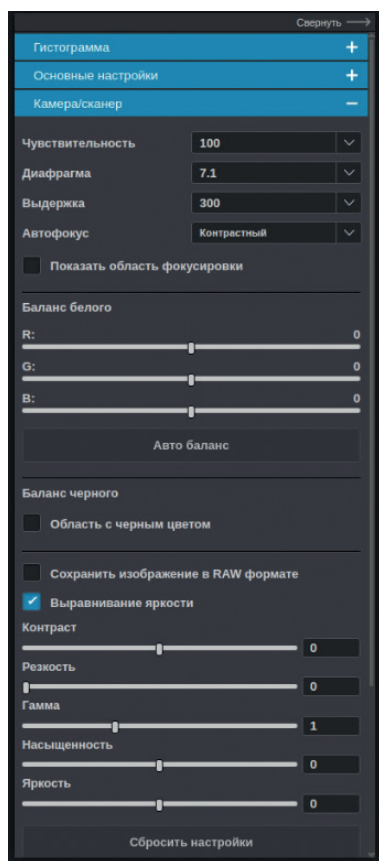 Свернуть
Гистограмма
Основные настройки
Камера/сканер
Чувствительность 100
Диафрагма 7.1
Выдержка 300
Автофокус Контрастный
Показать область фокусировки
Баланс белого
R: 0
G: 0
B: 0
Авто баланс
Баланс черного
Область с черным цветом
Сохранить изображение в RAW формате
Выравнивание яркости
Контраст
0
Резкость
0
Гамма
1
Насыщенность
0
Яркость
0
Сбросить настройки